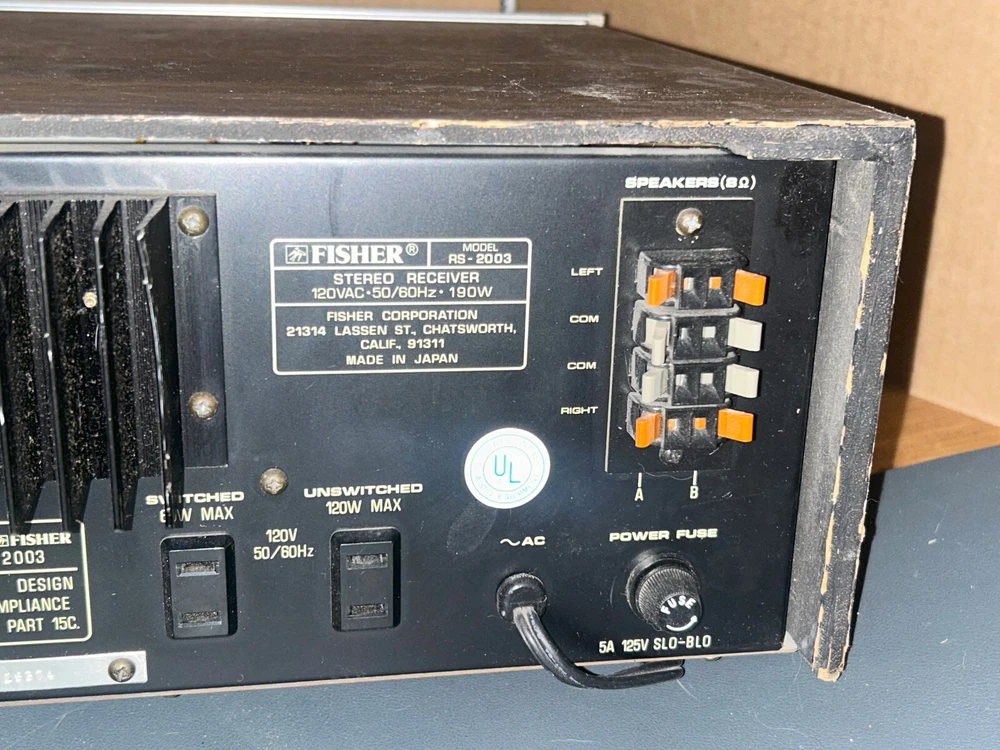 SPEAKERS(8Ω)
LEFT
COM
COM
RIGHT
A B
FISHER®
MODEL
RS-2003
STEREO RECEIVER
120VAC•50/60Hz•190W
FISHER CORPORATION
21314 LASSEN ST., CHATSWORTH,
CALIF., 91311
MADE IN JAPAN
UL
SWITCHED
W MAX
UNSWITCHED
120W MAX
120V
50/60Hz
~AC
POWER FUSE
FUSE
5A 125V SLO-BLO
FISHER
2003
DESIGN
MPLIANCE
PART 15C.